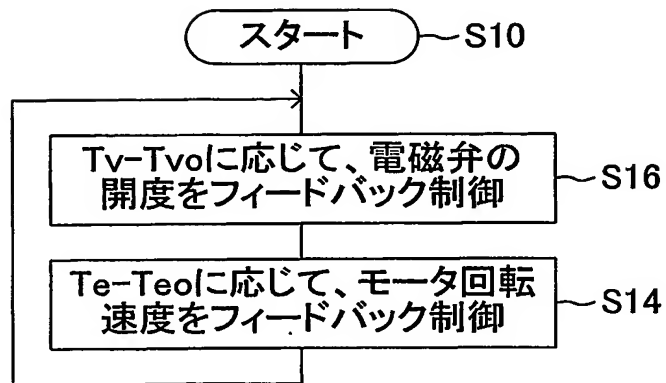 スタート S10
Tv-Tvoに応じて、電磁弁の
開度をフィードバック制御 S16
Te-Teoに応じて、モータ回転
速度をフィードバック制御 S14